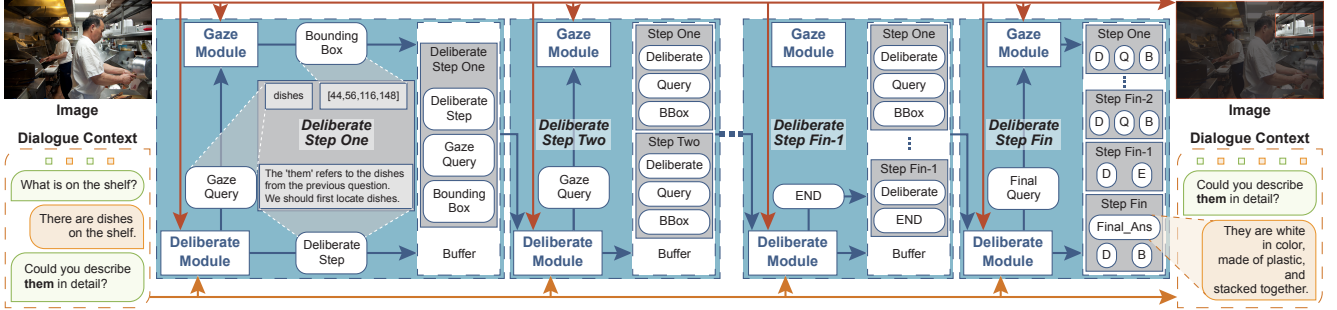 Image
Dialogue Context
What is on the shelf?
There are dishes
on the shelf.
Could you describe
them in detail?
Gaze
Module
Bounding
Box
dishes
[44,56,116,148]
Deliberate
Step One
Gaze
Query
The 'them' refers to the dishes
from the previous question.
We should first locate dishes.
Deliberate
Module
Deliberate
Step
Deliberate
Step One
Deliberate
Step
Gaze
Query
Bounding
Box
Buffer
Gaze
Module
Deliberate
Step Two
Gaze
Query
Deliberate
Module
Step One
Deliberate
Query
BBox
Step Two
Deliberate
Query
BBox
Buffer
Gaze
Module
Deliberate
Step Fin-1
END
Deliberate
Module
Step One
Deliberate
Query
BBox
Step Fin-1
Deliberate
END
Buffer
Gaze
Module
Deliberate
Step Fin
Final
Query
Deliberate
Module
Step One
D Q B
Step Fin-2
D Q B
Step Fin-1
D E
Step Fin
Final_Ans
D B
Buffer
Image
Dialogue Context
Could you describe
them in detail?
They are white
in color,
made of plastic,
and
stacked together.